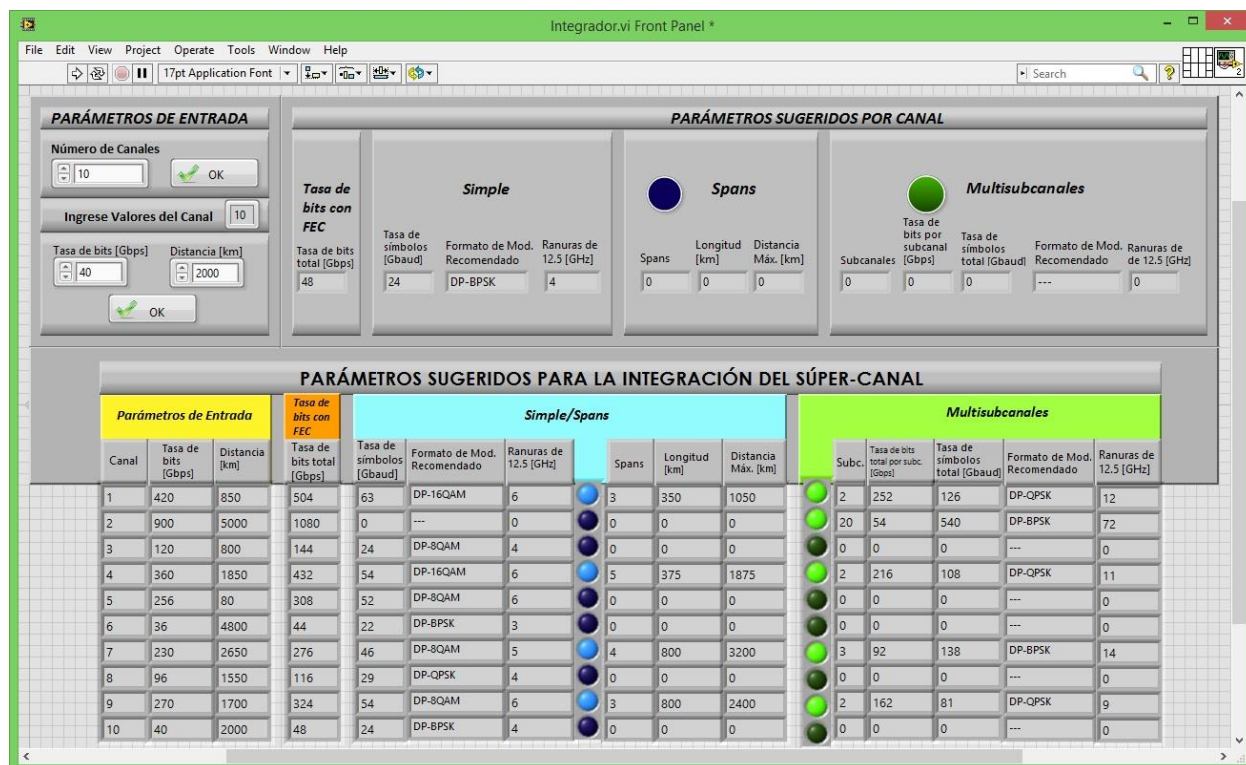 Integrador.vi Front Panel *
File Edit View Project Operate Tools Window Help
17pt Application Font
Search
2
PARÁMETROS DE ENTRADA
Número de Canales
10
OK
Ingrese Valores del Canal 10
Tasa de bits [Gbps] Distancia [km]
40 2000
OK
PARÁMETROS SUGERIDOS POR CANAL
Tasa de
bits con
FEC
Tasa de bits
total [Gbps]
48
Simple
Tasa de
símbolos
[Gbaud]
24
Formato de Mod.
Recomendado
DP-BPSK
Ranuras de
12.5 [GHz]
4
Spans
Spans
0
Longitud
[km]
0
Distancia
Máx. [km]
0
Multisubcanales
Subcanales
0
Tasa de
bits por
subcanal
[Gbps]
0
Tasa de
símbolos
total [Gbaud]
0
Formato de Mod.
Recomendado
---
Ranuras de
de 12.5 [GHz]
0
PARÁMETROS SUGERIDOS PARA LA INTEGRACIÓN DEL SÚPER-CANAL
Parámetros de Entrada
Tasa de
bits con
FEC
Simple/Spans
Multisubcanales
Canal
Tasa de
bits
[Gbps]
Distancia
[km]
Tasa de
bits total
[Gbps]
Tasa de
símbolos
[Gbaud]
Formato de Mod.
Recomendado
Ranuras de
12.5 [GHz]
Spans
Longitud
[km]
Distancia
Máx. [km]
Subc.
Tasa de bits
total por subc.
[Gbps]
Tasa de
símbolos
total [Gbaud]
Formato de Mod.
Recomendado
Ranuras de
12.5 [GHz]
1 420 850 504 63 DP-16QAM 6 3 350 1050 2 252 126 DP-QPSK 12
2 900 5000 1080 0 --- 0 0 0 0 20 54 540 DP-BPSK 72
3 120 800 144 24 DP-8QAM 4 0 0 0 0 0 0 --- 0
4 360 1850 432 54 DP-16QAM 6 5 375 1875 2 216 108 DP-QPSK 11
5 256 80 308 52 DP-8QAM 6 0 0 0 0 0 0 --- 0
6 36 4800 44 22 DP-BPSK 3 0 0 0 0 0 0 --- 0
7 230 2650 276 46 DP-8QAM 5 4 800 3200 3 92 138 DP-BPSK 14
8 96 1550 116 29 DP-QPSK 4 0 0 0 0 0 0 --- 0
9 270 1700 324 54 DP-8QAM 6 3 800 2400 2 162 81 DP-QPSK 9
10 40 2000 48 24 DP-BPSK 4 0 0 0 0 0 0 --- 0